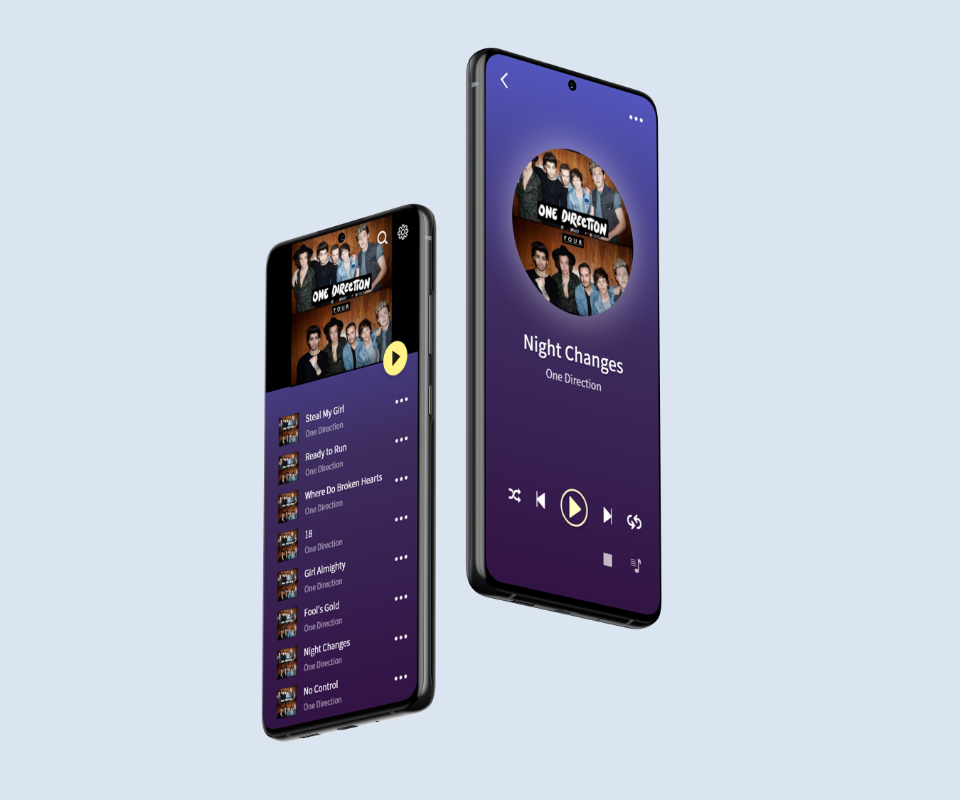 ONE DIRECTION
FOUR
Steal My Girl
One Direction
Ready to Run
One Direction
Where Do Broken Hearts
One Direction
18
One Direction
Girl Almighty
One Direction
Fool's Gold
One Direction
Night Changes
One Direction
No Control
One Direction
ONE DIRECTION
FOUR
Night Changes
One Direction